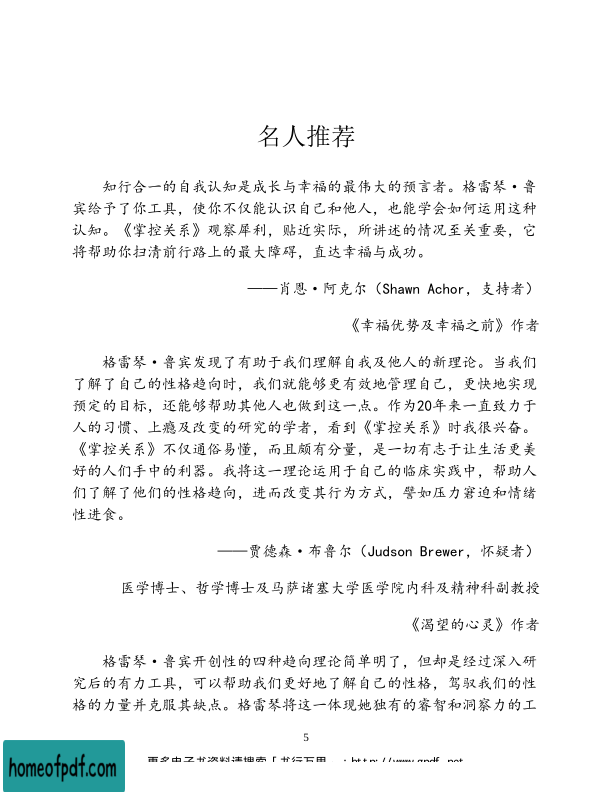 名人推荐
知行合一的自我认知是成长与幸福的最伟大的预言者。格雷琴·鲁
宾给予了你工具，使你不仅能认识自己和他人，也能学会如何运用这种
认知。《掌控关系》观察犀利，贴近实际，所讲述的情况至关重要，它
将帮助你扫清前行路上的最大障碍，直达幸福与成功。
——肖恩·阿克尔（Shawn Achor，支持者）
《幸福优势及幸福之前》作者
格雷琴·鲁宾发现了有助于我们理解自我及他人的新理论。当我们
了解了自己的性格趋向时，我们就能够更有效地管理自己，更快地实现
预定的目标，还能够帮助其他人也做到这一点。作为20年来一直致力于
人的习惯、上瘾及改变的研究的学者，看到《掌控关系》时我很兴奋。
《掌控关系》不仅通俗易懂，而且颇有分量，是一切有志于让生活更美
好的人们手中的利器。我将这一理论运用于自己的临床实践中，帮助人
们了解了他们的性格趋向，进而改变其行为方式，譬如压力窘迫和情绪
性进食。
——贾德森·布鲁尔（Judson Brewer，怀疑者）
医学博士、哲学博士及马萨诸塞大学医学院内科及精神科副教授
《渴望的心灵》作者
格雷琴·鲁宾开创性的四种趋向理论简单明了，但却是经过深入研
究后的有力工具，可以帮助我们更好地了解自己的性格，驾驭我们的性
格的力量并克服其缺点。格雷琴将这一体现她独有的睿智和洞察力的工
5
homeofpdf.com